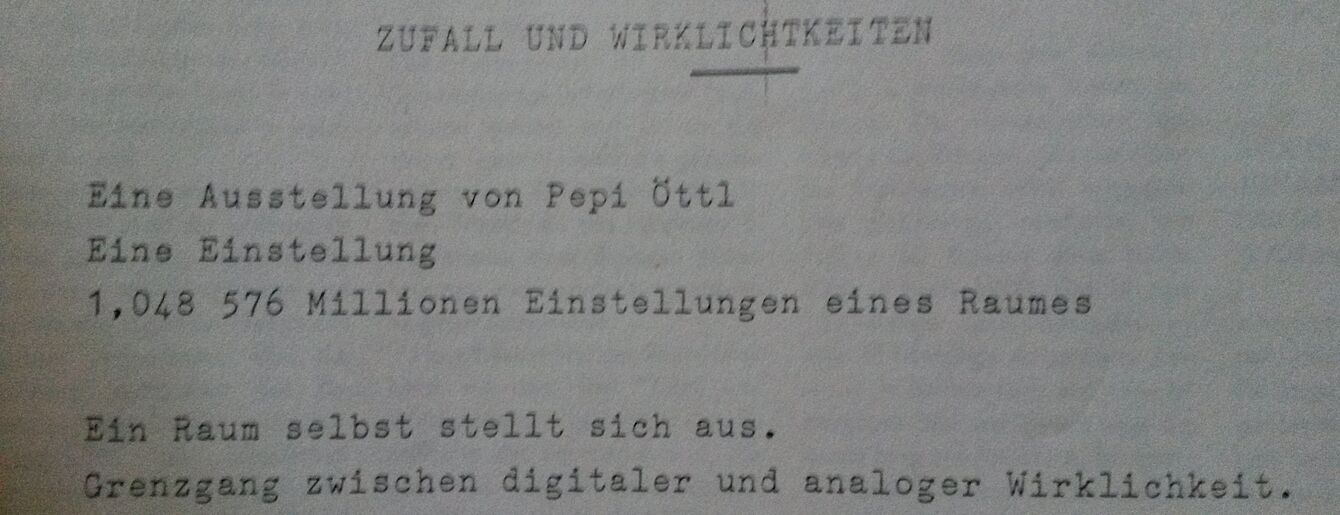 ZUFALL UND WIRKLICHTKEITEN
Eine Ausstellung von Pepi Öttl
Eine Einstellung
1,048 576 Millionen Einstellungen eines Raumes
Ein Raum selbst stellt sich aus.
Grenzgang zwischen digitaler und analoger Wirklichkeit.